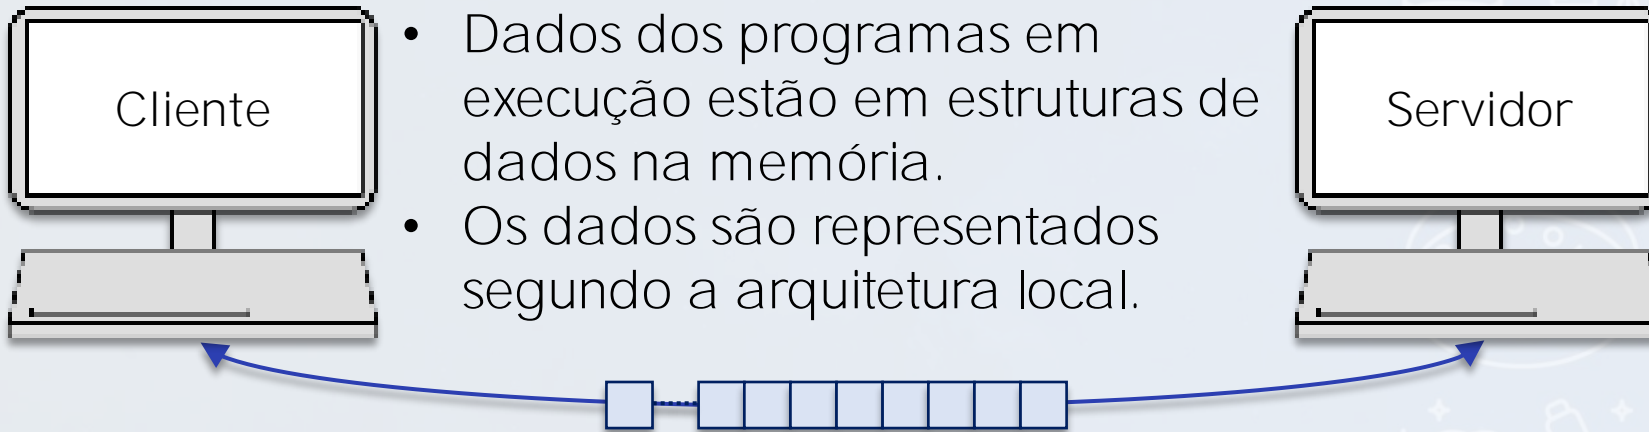 Cliente
• Dados dos programas em
execução estão em estruturas de
dados na memória.
• Os dados são representados
segundo a arquitetura local.
Servidor